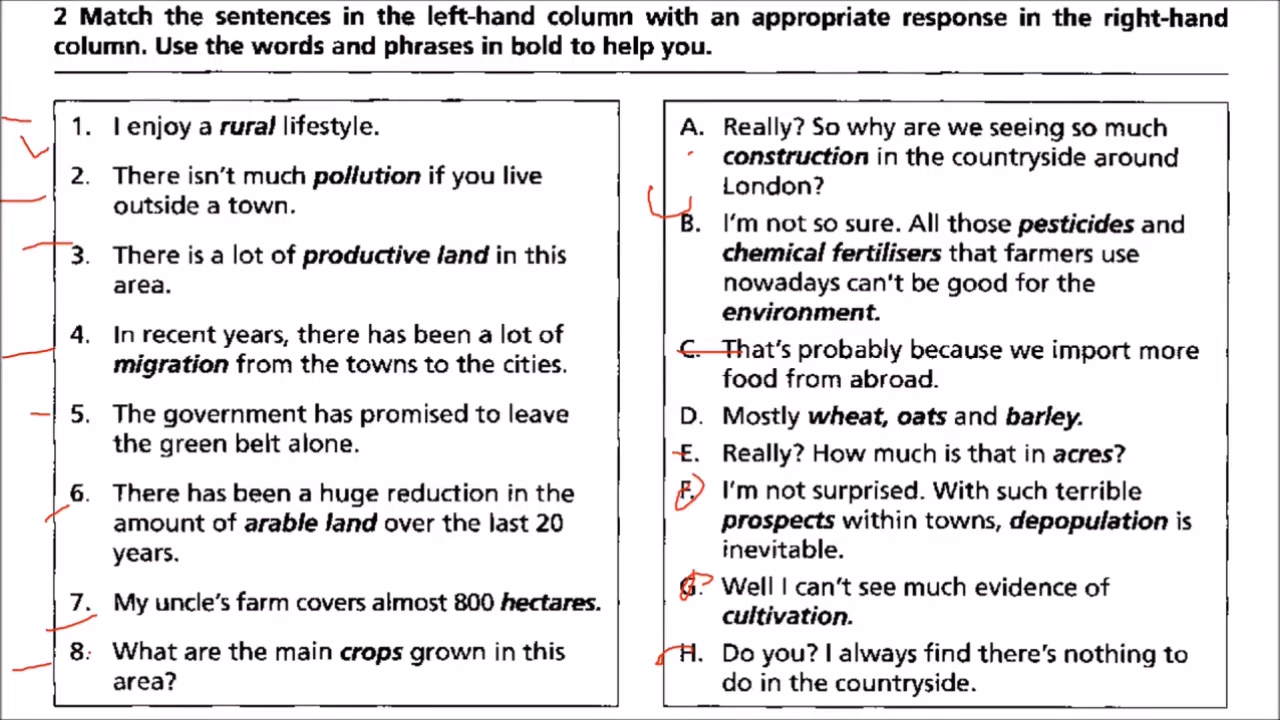 2 Match the sentences in the left-hand column with an appropriate response in the right-hand
column. Use the words and phrases in bold to help you.
1. I enjoy a rural lifestyle.
2. There isn't much pollution if you live
outside a town.
3. There is a lot of productive land in this
area.
4. In recent years, there has been a lot of
migration from the towns to the cities.
5. The government has promised to leave
the green belt alone.
6. There has been a huge reduction in the
amount of arable land over the last 20
years.
7. My uncle's farm covers almost 800 hectares.
8. What are the main crops grown in this
area?
A. Really? So why are we seeing so much
construction in the countryside around
London?
B. I'm not so sure. All those pesticides and
chemical fertilisers that farmers use
nowadays can't be good for the
environment.
C. That's probably because we import more
food from abroad.
D. Mostly wheat, oats and barley.
E. Really? How much is that in acres?
F. I'm not surprised. With such terrible
prospects within towns, depopulation is
inevitable.
G. Well I can't see much evidence of
cultivation.
H. Do you? I always find there's nothing to
do in the countryside.